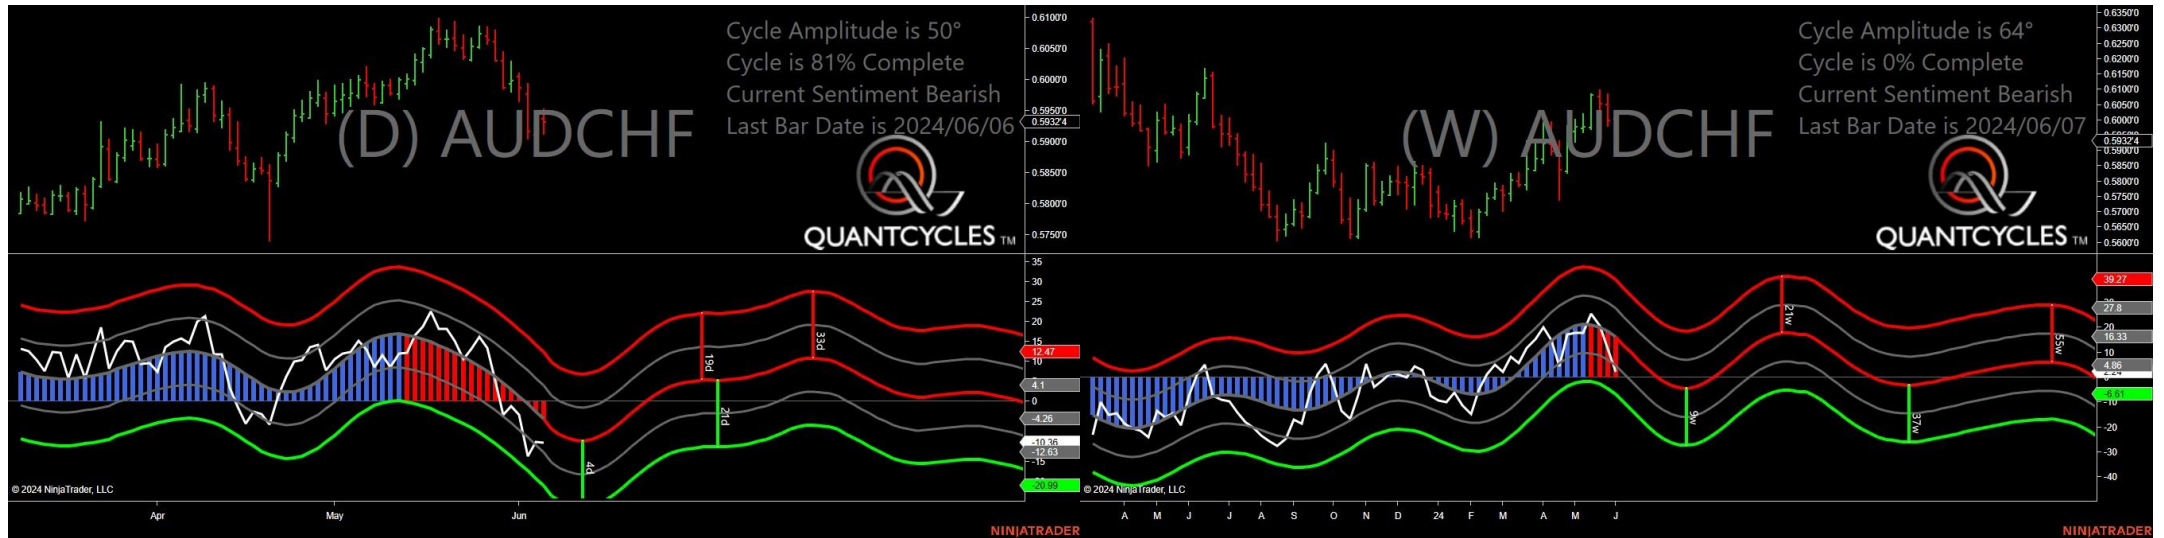 Cycle Amplitude is 50°
Cycle is 81% Complete
Current Sentiment Bearish
Last Bar Date is 2024/06/06
(D) AUDCHF
QUANTCYCLES TM
0.6100'0
0.6050'0
0.6000'0
0.5950'0
0.5932'4
0.5900'0
0.5850'0
0.5800'0
0.5750'0
35
30
25
20
15
12.47
10
4.1
0
-4.26
-10.36
-12.63
-15
-20.99
4d
19d
21d
33d
© 2024 NinjaTrader, LLC
Apr May Jun
NINJATRADER
Cycle Amplitude is 64°
Cycle is 0% Complete
Current Sentiment Bearish
Last Bar Date is 2024/06/07
(W) AUDCHF
QUANTCYCLES TM
0.6350'0
0.6300'0
0.6250'0
0.6200'0
0.6150'0
0.6100'0
0.6050'0
0.6000'0
0.5932'4
0.5900'0
0.5850'0
0.5800'0
0.5750'0
0.5700'0
0.5650'0
0.5600'0
39.27
27.8
20
16.33
10
4.86
-6.61
-10
-20
-30
-40
9w
21w
37w
55w
© 2024 NinjaTrader, LLC
A M J J A S O N D 24 F M A M J
NINJATRADER